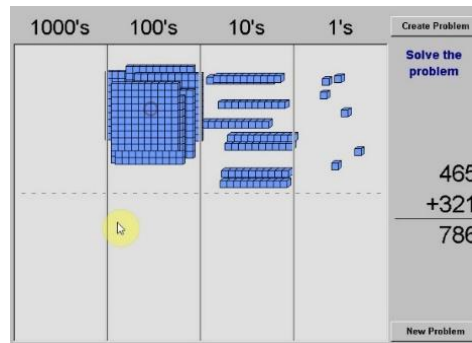 1000's 100's 10's 1's
Create Problem
Solve the
problem
465
+321
786
New Problem